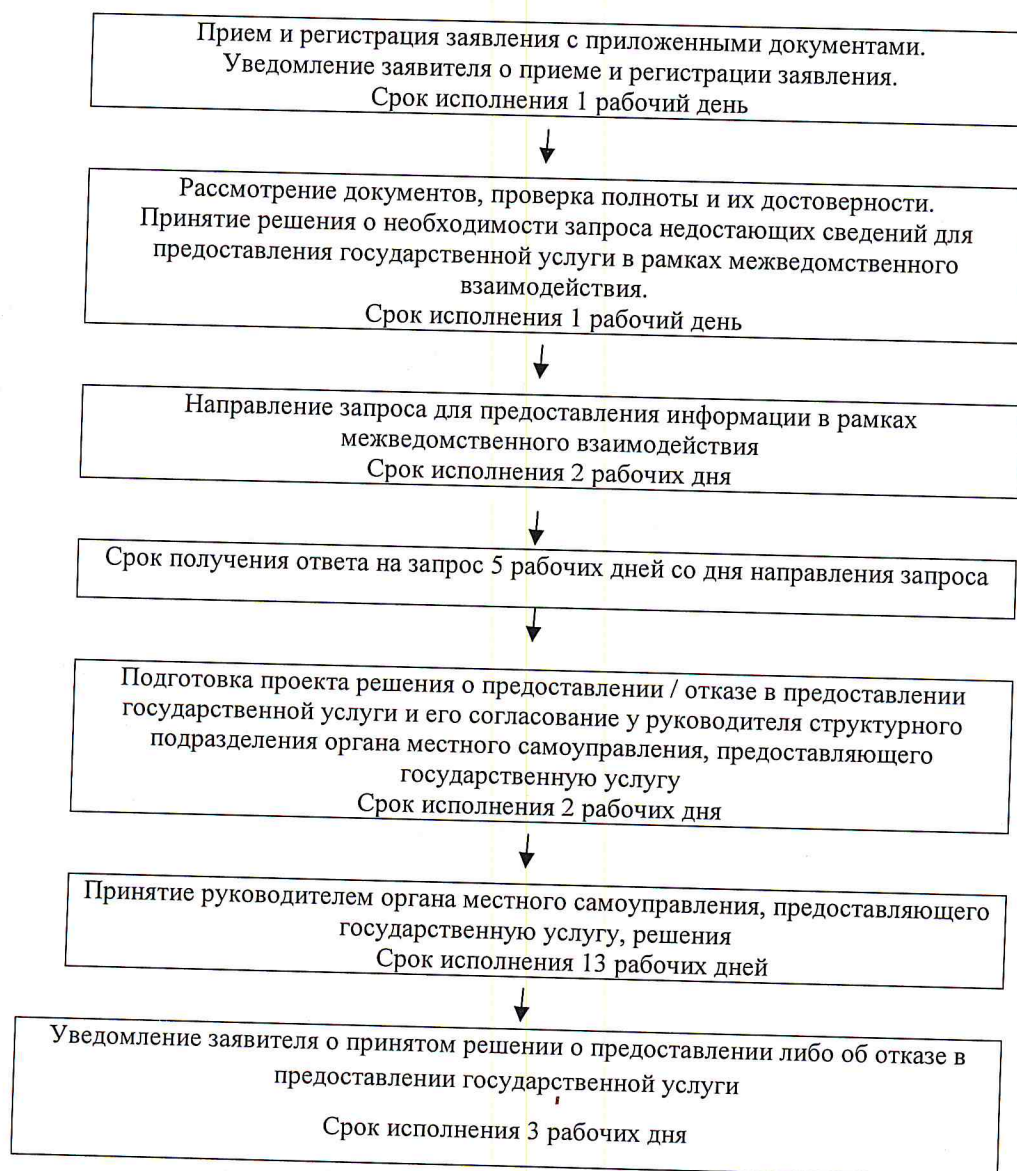 Прием и регистрация заявления с приложенными документами.
Уведомление заявителя о приеме и регистрации заявления.
Срок исполнения 1 рабочий день
Рассмотрение документов, проверка полноты и их достоверности.
Принятие решения о необходимости запроса недостающих сведений для
предоставления государственной услуги в рамках межведомственного
взаимодействия.
Срок исполнения 1 рабочий день
Направление запроса для предоставления информации в рамках
межведомственного взаимодействия
Срок исполнения 2 рабочих дня
Срок получения ответа на запрос 5 рабочих дней со дня направления запроса
Подготовка проекта решения о предоставлении / отказе в предоставлении
государственной услуги и его согласование у руководителя структурного
подразделения органа местного самоуправления, предоставляющего
государственную услугу
Срок исполнения 2 рабочих дня
Принятие руководителем органа местного самоуправления, предоставляющего
государственную услугу, решения
Срок исполнения 13 рабочих дней
Уведомление заявителя о принятом решении о предоставлении либо об отказе в
предоставлении государственной услуги
Срок исполнения 3 рабочих дня